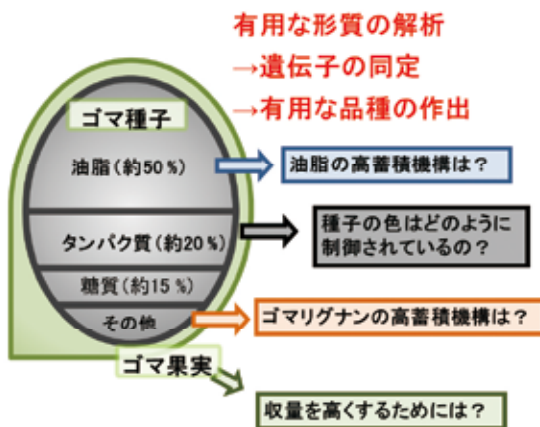 有用な形質の解析
→遺伝子の同定
→有用な品種の作出
ゴマ種子
油脂(約50%)
油脂の高蓄積機構は?
タンパク質(約20%)
種子の色はどのように
制御されているの?
糖質(約15%)
その他
ゴマリグナンの高蓄積機構は?
ゴマ果実
収量を高くするためには?